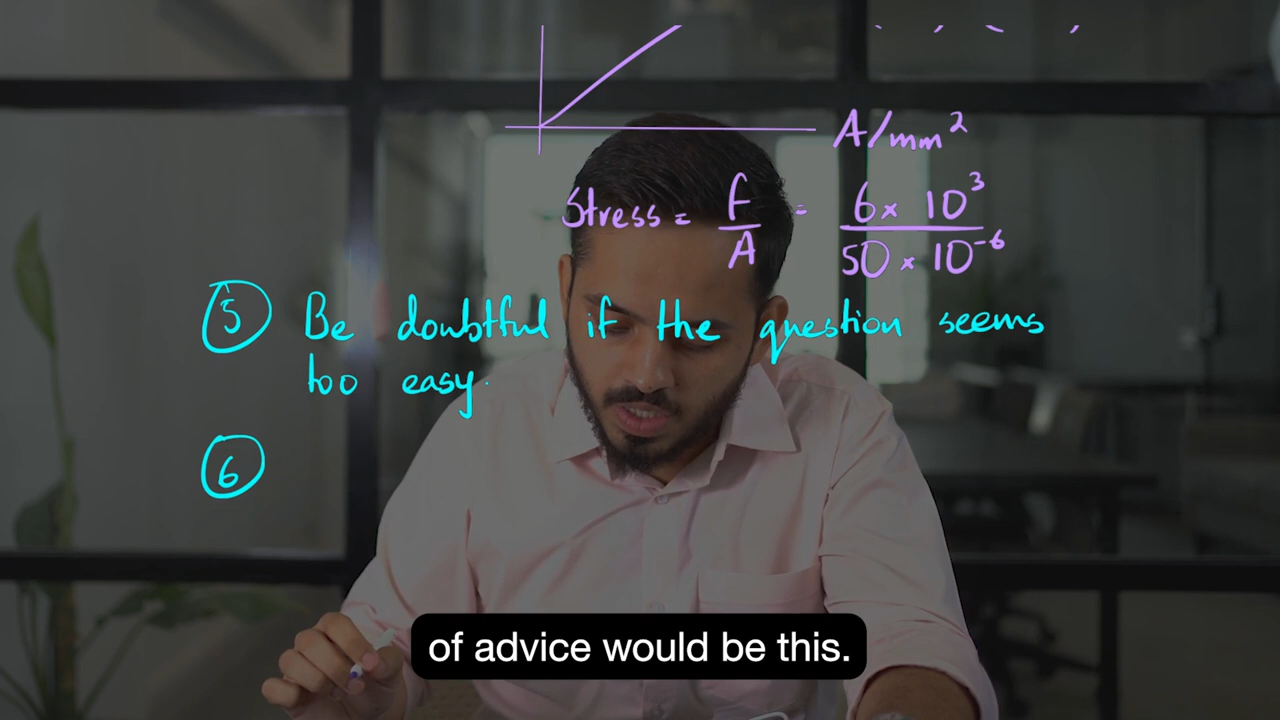 A/mm²
Stress = F/A = 6 × 10³ / 50 × 10⁻⁶
⑤ Be doubtful if the question seems
too easy.
⑥
of advice would be this.